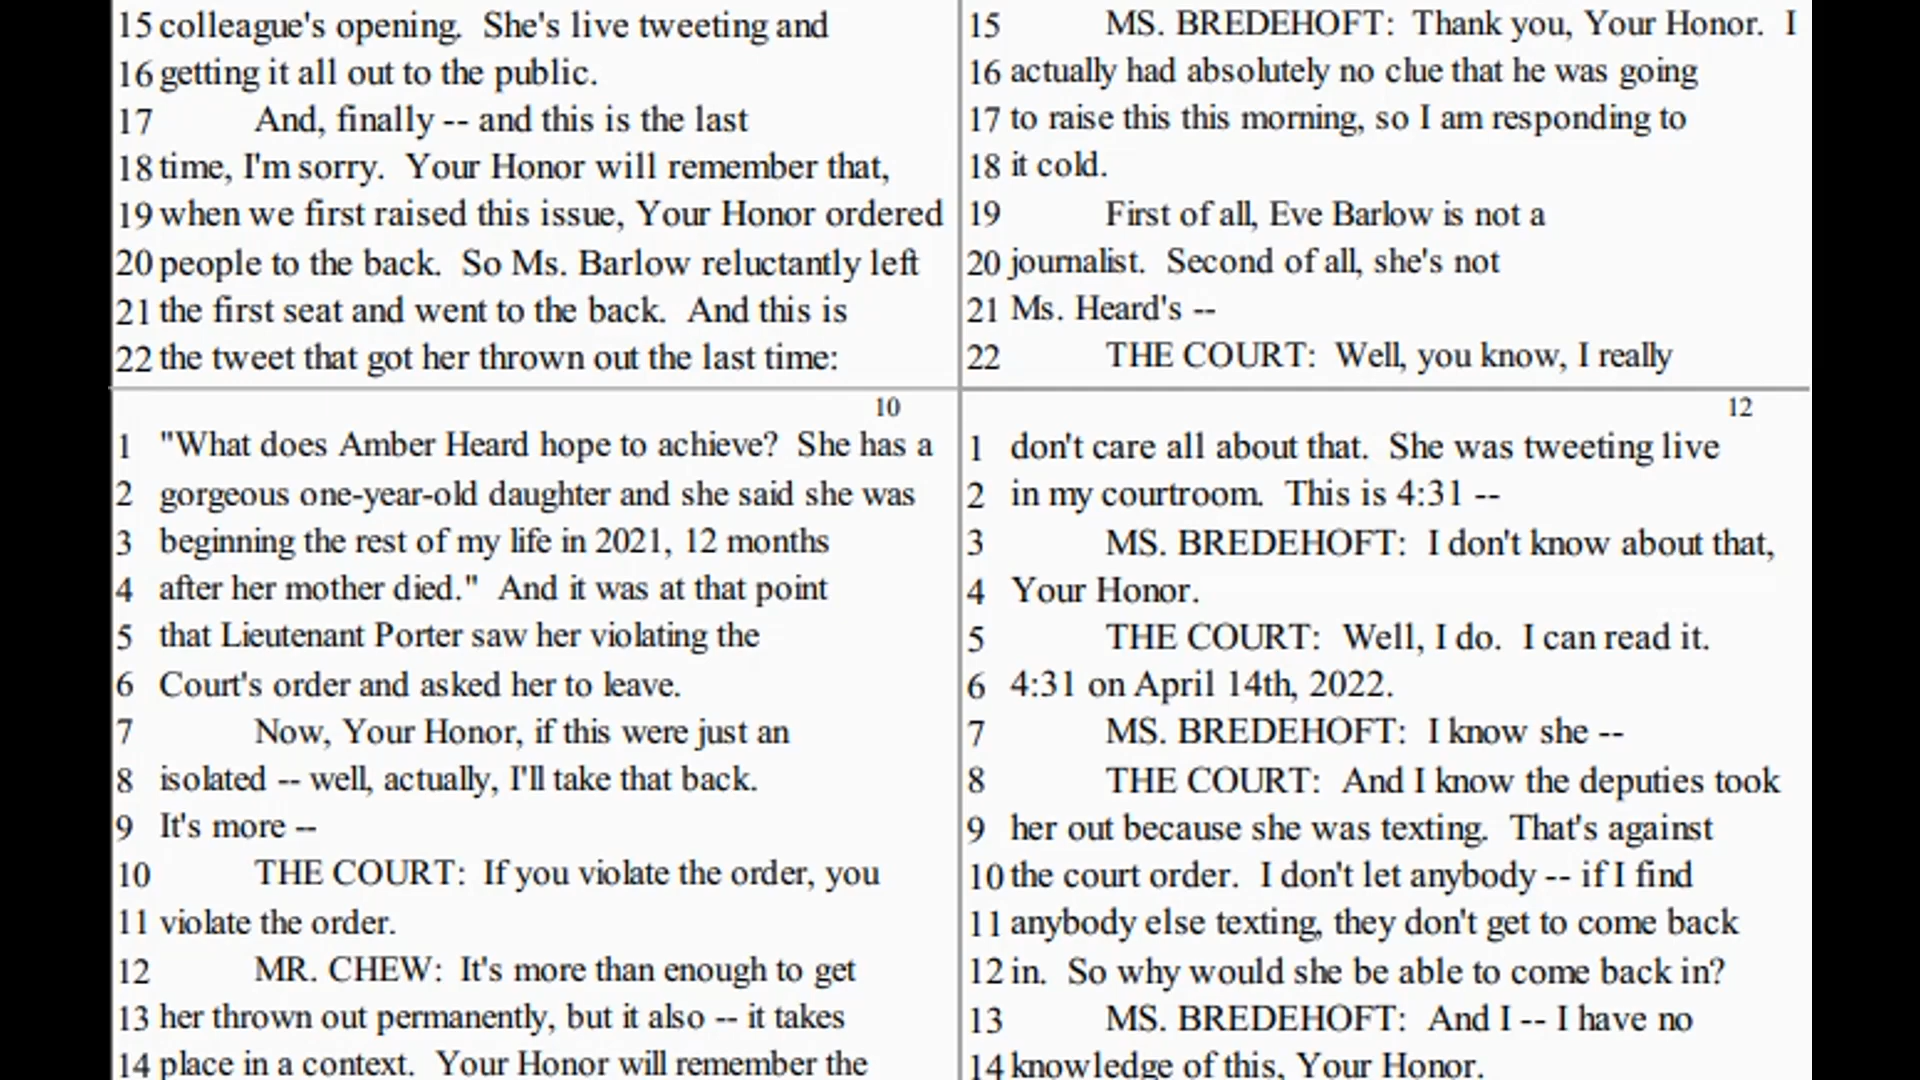 15 colleague's opening. She's live tweeting and
16 getting it all out to the public.
17 And, finally -- and this is the last
18 time, I'm sorry. Your Honor will remember that,
19 when we first raised this issue, Your Honor ordered
20 people to the back. So Ms. Barlow reluctantly left
21 the first seat and went to the back. And this is
22 the tweet that got her thrown out the last time:
10
1 "What does Amber Heard hope to achieve? She has a
2 gorgeous one-year-old daughter and she said she was
3 beginning the rest of my life in 2021, 12 months
4 after her mother died." And it was at that point
5 that Lieutenant Porter saw her violating the
6 Court's order and asked her to leave.
7 Now, Your Honor, if this were just an
8 isolated -- well, actually, I'll take that back.
9 It's more --
10 THE COURT: If you violate the order, you
11 violate the order.
12 MR. CHEW: It's more than enough to get
13 her thrown out permanently, but it also -- it takes
14 place in a context. Your Honor will remember the
15 MS. BREDEHOFT: Thank you, Your Honor. I
16 actually had absolutely no clue that he was going
17 to raise this this morning, so I am responding to
18 it cold.
19 First of all, Eve Barlow is not a
20 journalist. Second of all, she's not
21 Ms. Heard's --
22 THE COURT: Well, you know, I really
12
1 don't care all about that. She was tweeting live
2 in my courtroom. This is 4:31 --
3 MS. BREDEHOFT: I don't know about that,
4 Your Honor.
5 THE COURT: Well, I do. I can read it.
6 4:31 on April 14th, 2022.
7 MS. BREDEHOFT: I know she --
8 THE COURT: And I know the deputies took
9 her out because she was texting. That's against
10 the court order. I don't let anybody -- if I find
11 anybody else texting, they don't get to come back
12 in. So why would she be able to come back in?
13 MS. BREDEHOFT: And I -- I have no
14 knowledge of this, Your Honor.